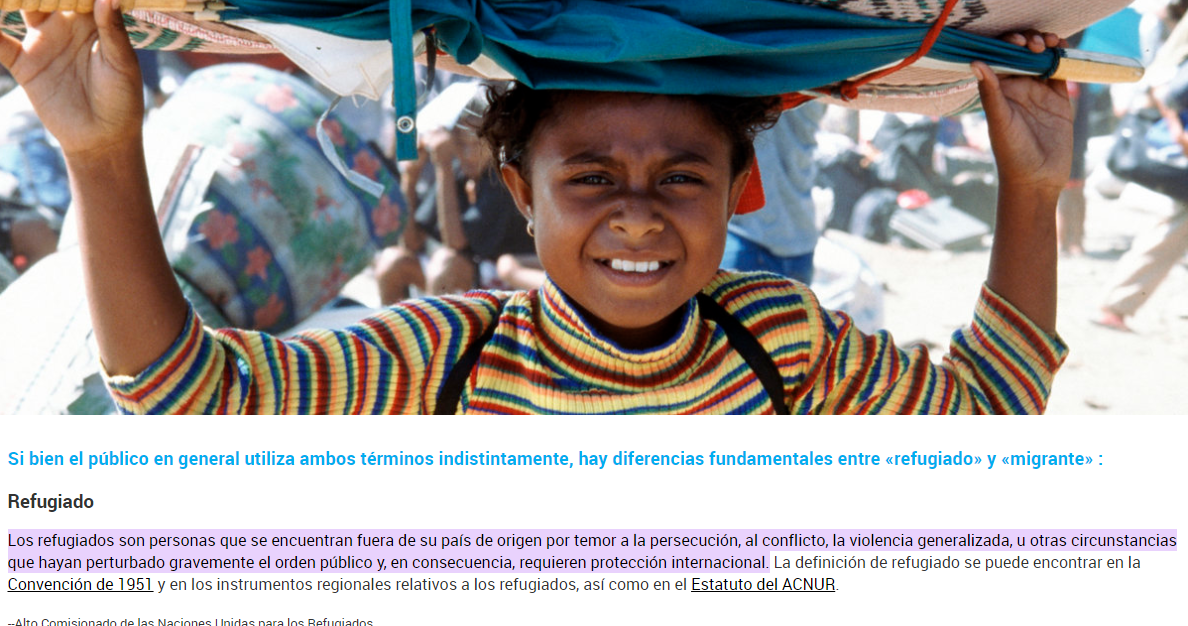 Si bien el público en general utiliza ambos términos indistintamente, hay diferencias fundamentales entre «refugiado» y «migrante» :
Refugiado
Los refugiados son personas que se encuentran fuera de su país de origen por temor a la persecución, al conflicto, la violencia generalizada, u otras circunstancias
que hayan perturbado gravemente el orden público y, en consecuencia, requieren protección internacional. La definición de refugiado se puede encontrar en la
Convención de 1951 y en los instrumentos regionales relativos a los refugiados, así como en el Estatuto del ACNUR.
--Alto Comisionado de las Naciones Unidas para los Refugiados